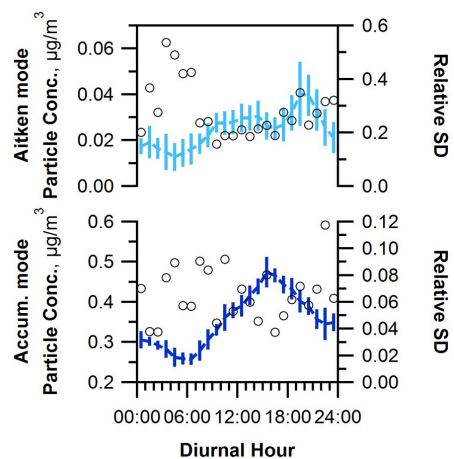 Aitken mode
Particle Conc., µg/m³
0.06
0.04
0.02
0.00
0.6
0.4
0.2
0.0
Relative SD
Accum. mode
Particle Conc., µg/m³
0.6
0.5
0.4
0.3
0.2
0.12
0.10
0.08
0.06
0.04
0.02
0.00
Relative SD
00:00 06:00 12:00 18:00 24:00
Diurnal Hour